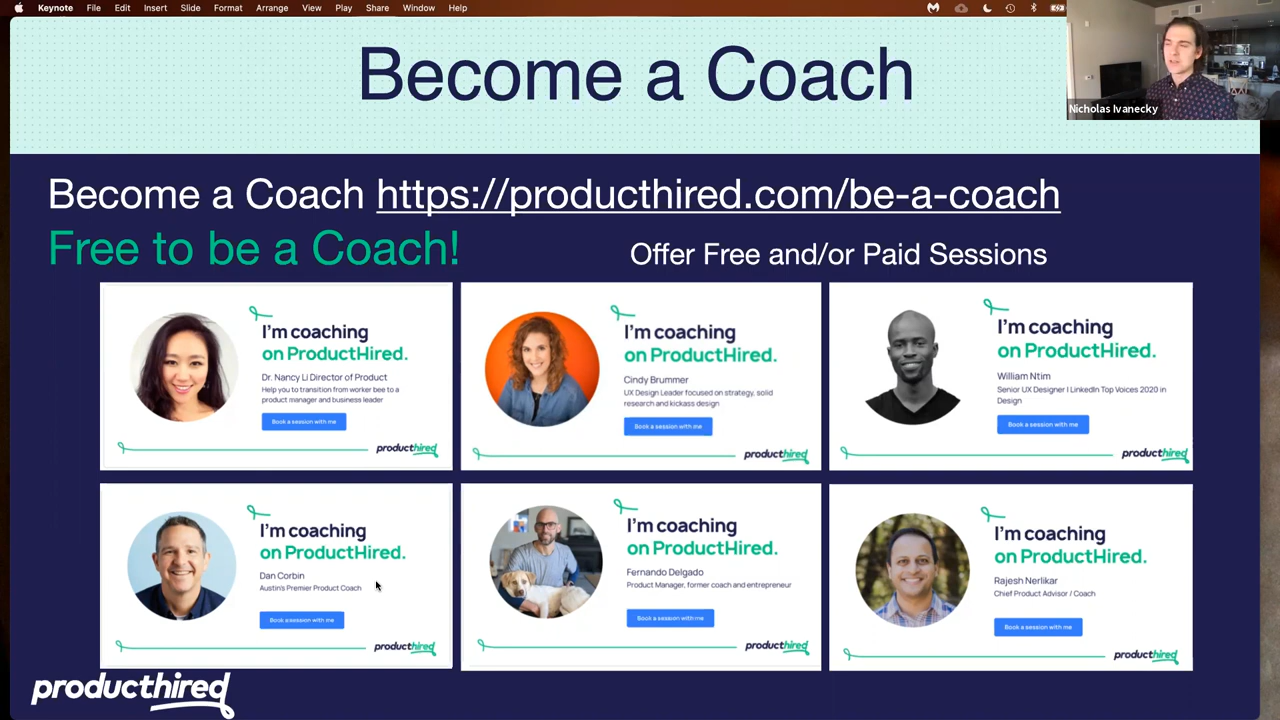 Keynote File Edit Insert Slide Format Arrange View Play Share Window Help
Become a Coach
Nicholas Ivanecky
Become a Coach https://producthired.com/be-a-coach
Free to be a Coach!
Offer Free and/or Paid Sessions
I'm coaching
on ProductHired.
Dr. Nancy Li Director of Product
Help you to transition from worker bee to a
product manager and business leader
Book a session with me
producthired
I'm coaching
on ProductHired.
Cindy Brummer
UX Design Leader focused on strategy, solid
research and kickass design
Book a session with me
producthired
I'm coaching
on ProductHired.
William Ntim
Senior UX Designer | LinkedIn Top Voices 2020 in
Design
Book a session with me
producthired
I'm coaching
on ProductHired.
Dan Corbin
Austin's Premier Product Coach
Book a session with me
producthired
I'm coaching
on ProductHired.
Fernando Delgado
Product Manager, former coach and entrepreneur
Book a session with me
producthired
I'm coaching
on ProductHired.
Rajesh Nerlikar
Chief Product Advisor / Coach
Book a session with me
producthired
producthired